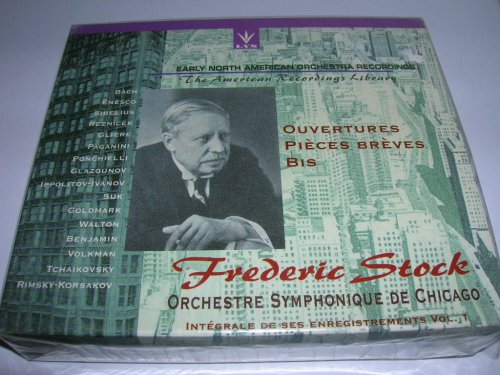 LYS
EARLY NORTH AMERICAN ORCHESTRA RECORDINGS
The American Recordings Library
BACH
ENESCO
SIBELIUS
REZNICEK
GLIERE
PAGANINI
PONCHIELLI
GLAZOUNOV
IPPOLITOV-IVANOV
SUK
GOLDMARK
WALTON
BENJAMIN
VOLKMAN
TCHAIKOVSKY
RIMSKY-KORSAKOV
OUVERTURES
PIÈCES BRÈVES
BIS
Frederic Stock
ORCHESTRE SYMPHONIQUE DE CHICAGO
INTÉGRALE DE SES ENREGISTREMENTS VOL. 1